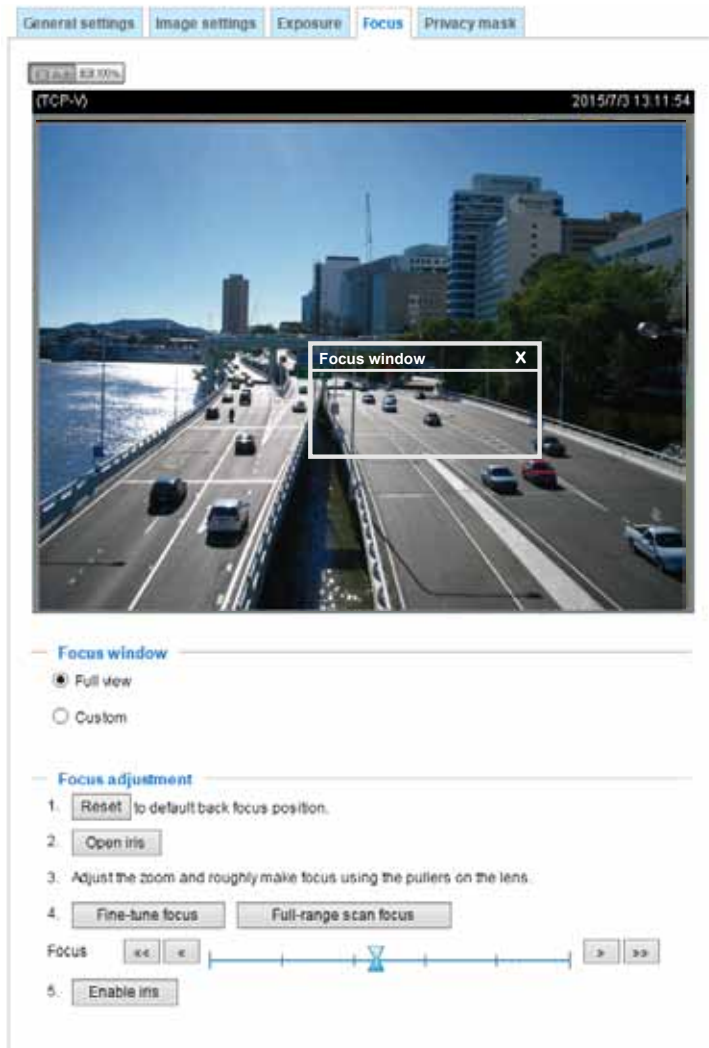 General settings Image settings Exposure Focus Privacy mask
100%
(TCP-V) 2015/7/3 13:11:54
Focus window X
Focus window
Full view
Custom
Focus adjustment
1. Reset to default back focus position.
2. Open iris
3. Adjust the zoom and roughly make focus using the pullers on the lens.
4. Fine-tune focus Full-range scan focus
Focus << < > >>
5. Enable iris